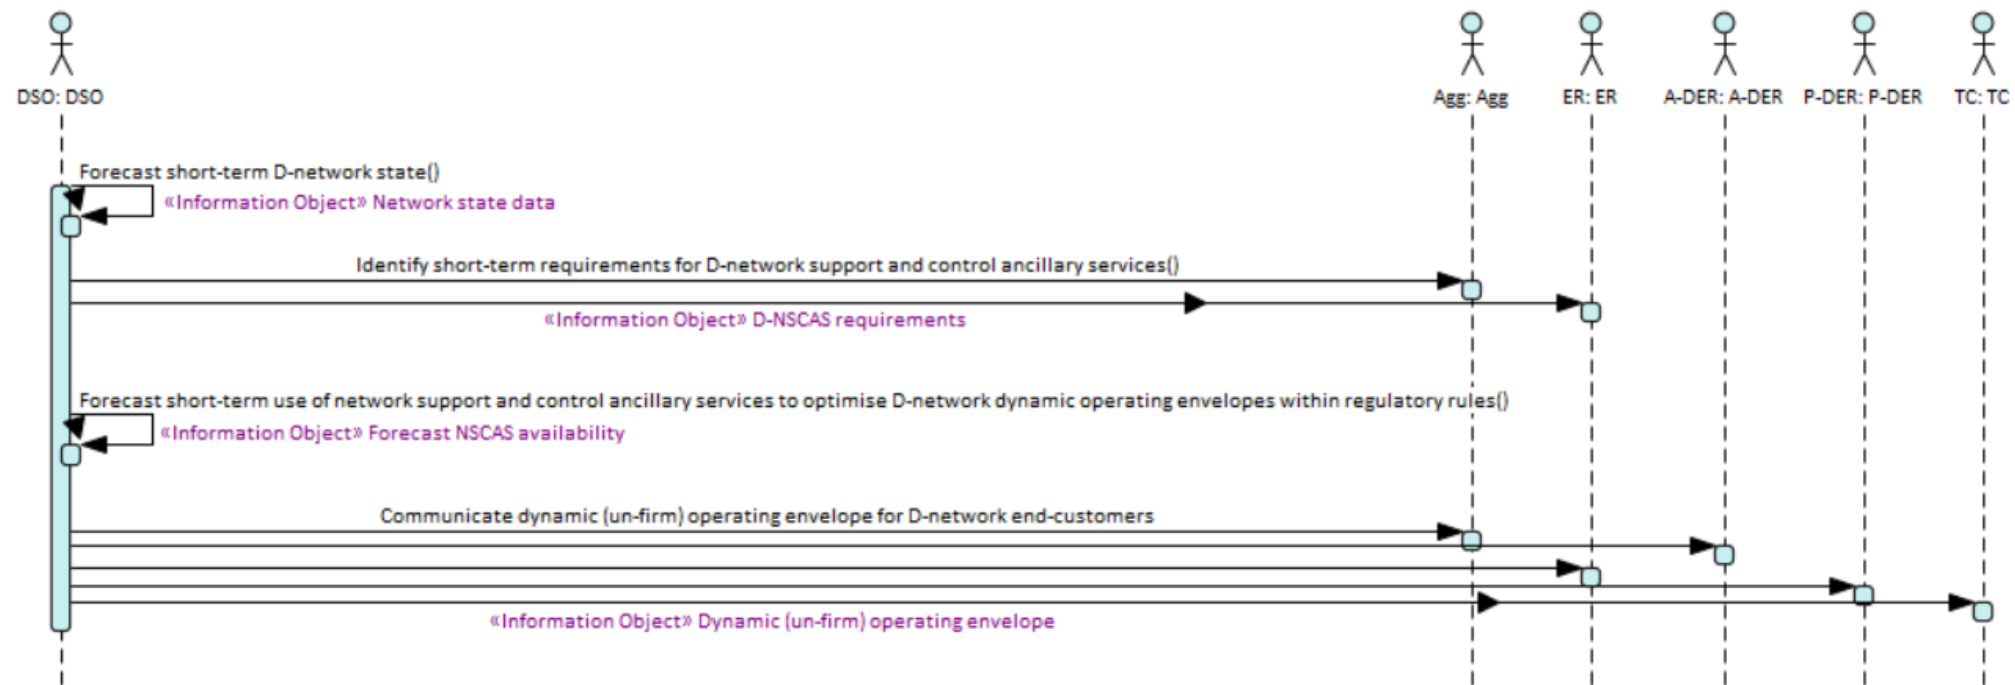 DSO: DSO
Agg: Agg
ER: ER
A-DER: A-DER
P-DER: P-DER
TC: TC
Forecast short-term D-network state()
«Information Object» Network state data
Identify short-term requirements for D-network support and control ancillary services()
«Information Object» D-NSCAS requirements
Forecast short-term use of network support and control ancillary services to optimise D-network dynamic operating envelopes within regulatory rules()
«Information Object» Forecast NSCAS availability
Communicate dynamic (un-firm) operating envelope for D-network end-customers
«Information Object» Dynamic (un-firm) operating envelope